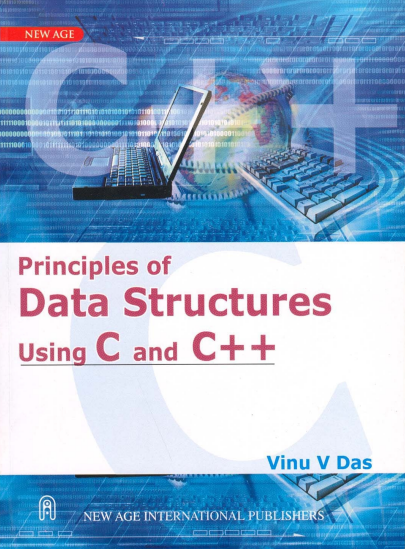 NEW AGE
C++
Principles of
Data Structures
Using C and C++
C
Vinu V Das
NEW AGE INTERNATIONAL PUBLISHERS